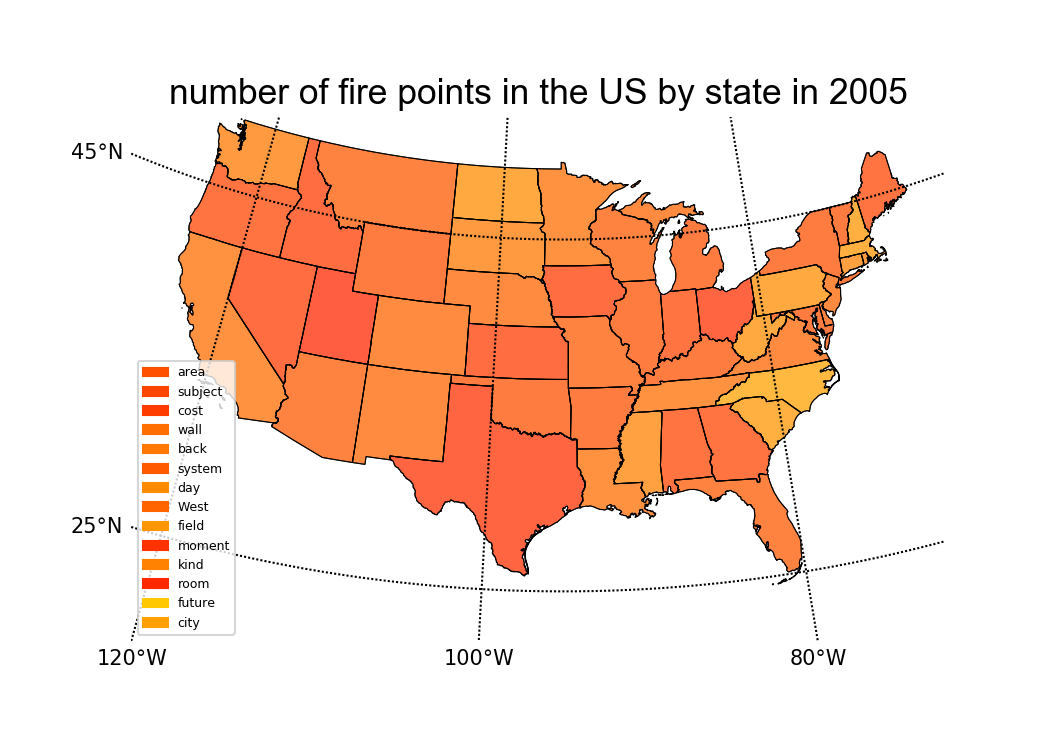 number of fire points in the US by state in 2005
45°N
25°N
area
subject
cost
wall
back
system
day
West
field
moment
kind
room
future
city
120°W
100°W
80°W